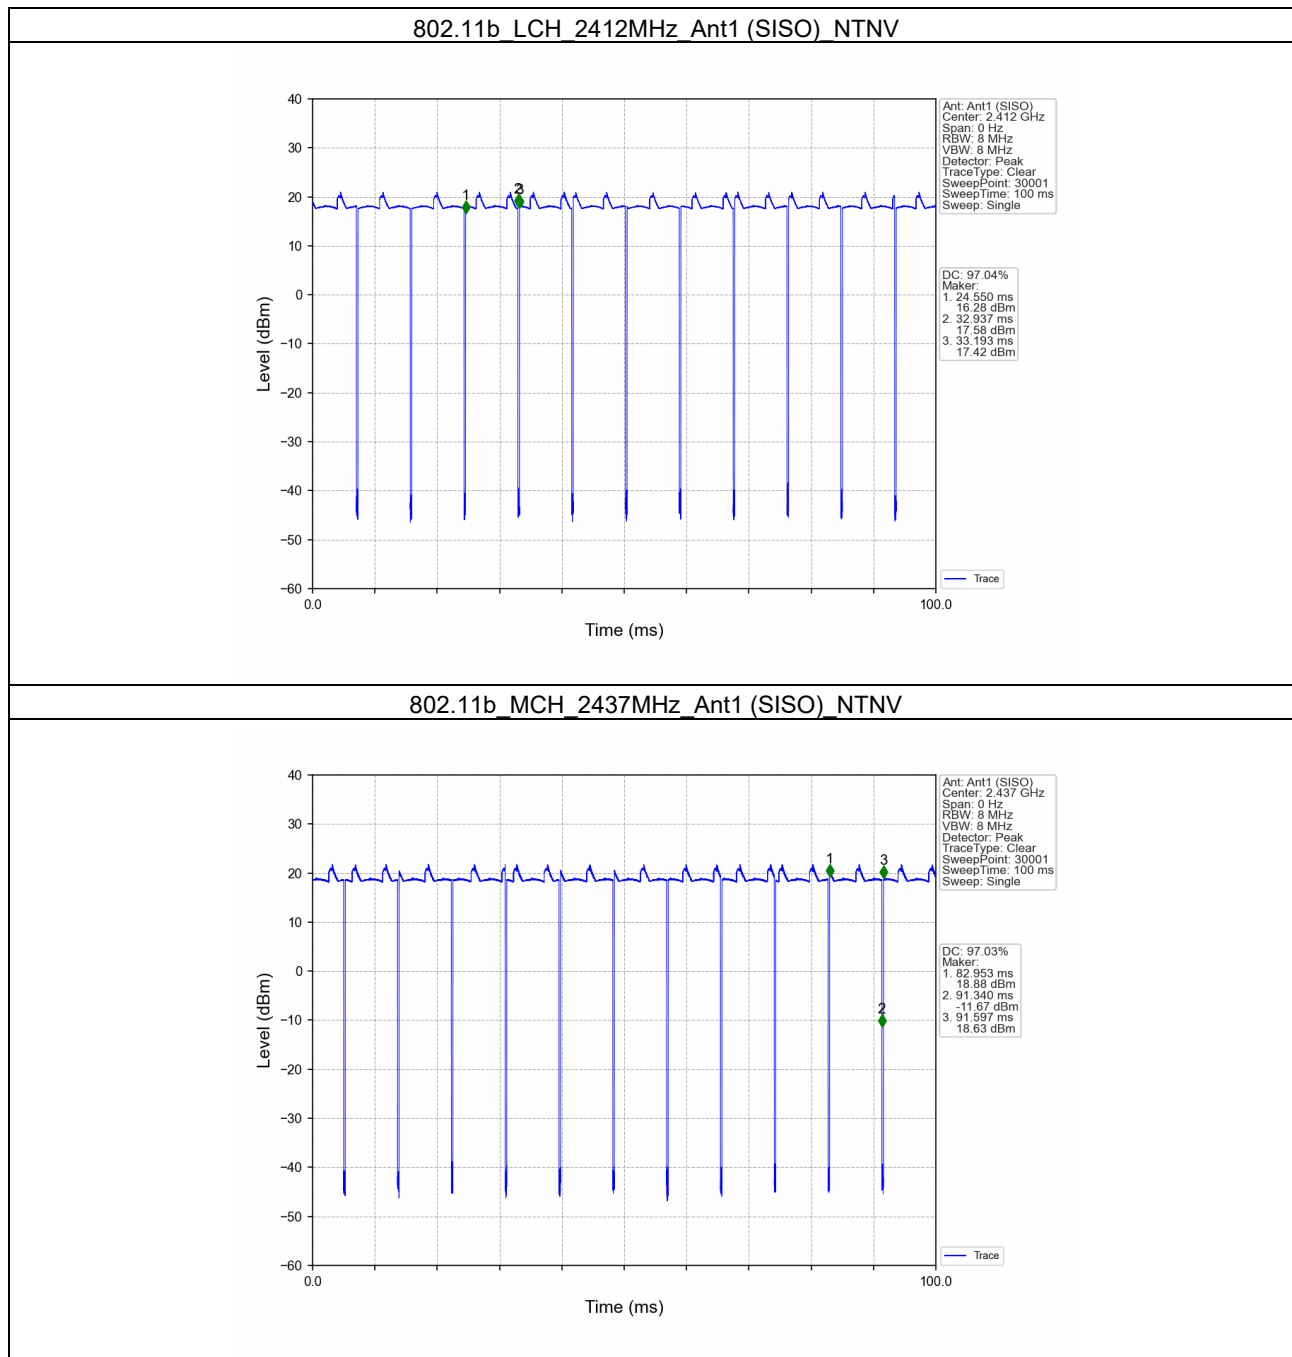 802.11b_LCH_2412MHz_Ant1 (SISO)_NTNV
40
30
20
10
0
−10
−20
−30
−40
−50
−60
Level (dBm)
0.0
100.0
Time (ms)
1
2
3
Ant: Ant1 (SISO)
Center: 2.412 GHz
Span: 0 Hz
RBW: 8 MHz
VBW: 8 MHz
Detector: Peak
TraceType: Clear
SweepPoint: 30001
SweepTime: 100 ms
Sweep: Single
DC: 97.04%
Maker:
1. 24.550 ms
16.28 dBm
2. 32.937 ms
17.58 dBm
3. 33.193 ms
17.42 dBm
Trace
802.11b_MCH_2437MHz_Ant1 (SISO)_NTNV
40
30
20
10
0
−10
−20
−30
−40
−50
−60
Level (dBm)
0.0
100.0
Time (ms)
1
3
2
Ant: Ant1 (SISO)
Center: 2.437 GHz
Span: 0 Hz
RBW: 8 MHz
VBW: 8 MHz
Detector: Peak
TraceType: Clear
SweepPoint: 30001
SweepTime: 100 ms
Sweep: Single
DC: 97.03%
Maker:
1. 82.953 ms
18.88 dBm
2. 91.340 ms
-11.67 dBm
3. 91.597 ms
18.63 dBm
Trace